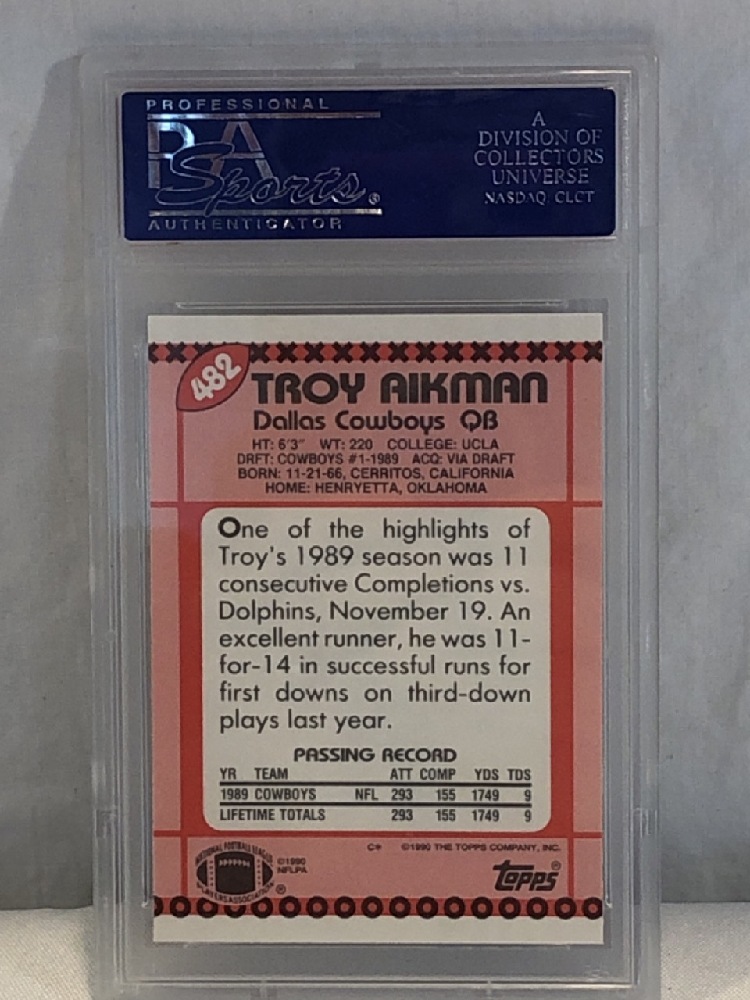 PROFESSIONAL
PSA
Sports®
AUTHENTICATOR
A
DIVISION OF
COLLECTORS
UNIVERSE
NASDAQ: CLCT
482
TROY AIKMAN
Dallas Cowboys QB
HT: 6'3" WT: 220 COLLEGE: UCLA
DRFT: COWBOYS #1-1989 ACQ: VIA DRAFT
BORN: 11-21-66, CERRITOS, CALIFORNIA
HOME: HENRYETTA, OKLAHOMA
One of the highlights of
Troy's 1989 season was 11
consecutive Completions vs.
Dolphins, November 19. An
excellent runner, he was 11-
for-14 in successful runs for
first downs on third-down
plays last year.
PASSING RECORD
YR TEAM ATT COMP YDS TDS
1989 COWBOYS NFL 293 155 1749 9
LIFETIME TOTALS 293 155 1749 9
C* ©1990 THE TOPPS COMPANY, INC.
NATIONAL FOOTBALL LEAGUE
PLAYERS ASSOCIATION
®
©1990
NFLPA
topps®